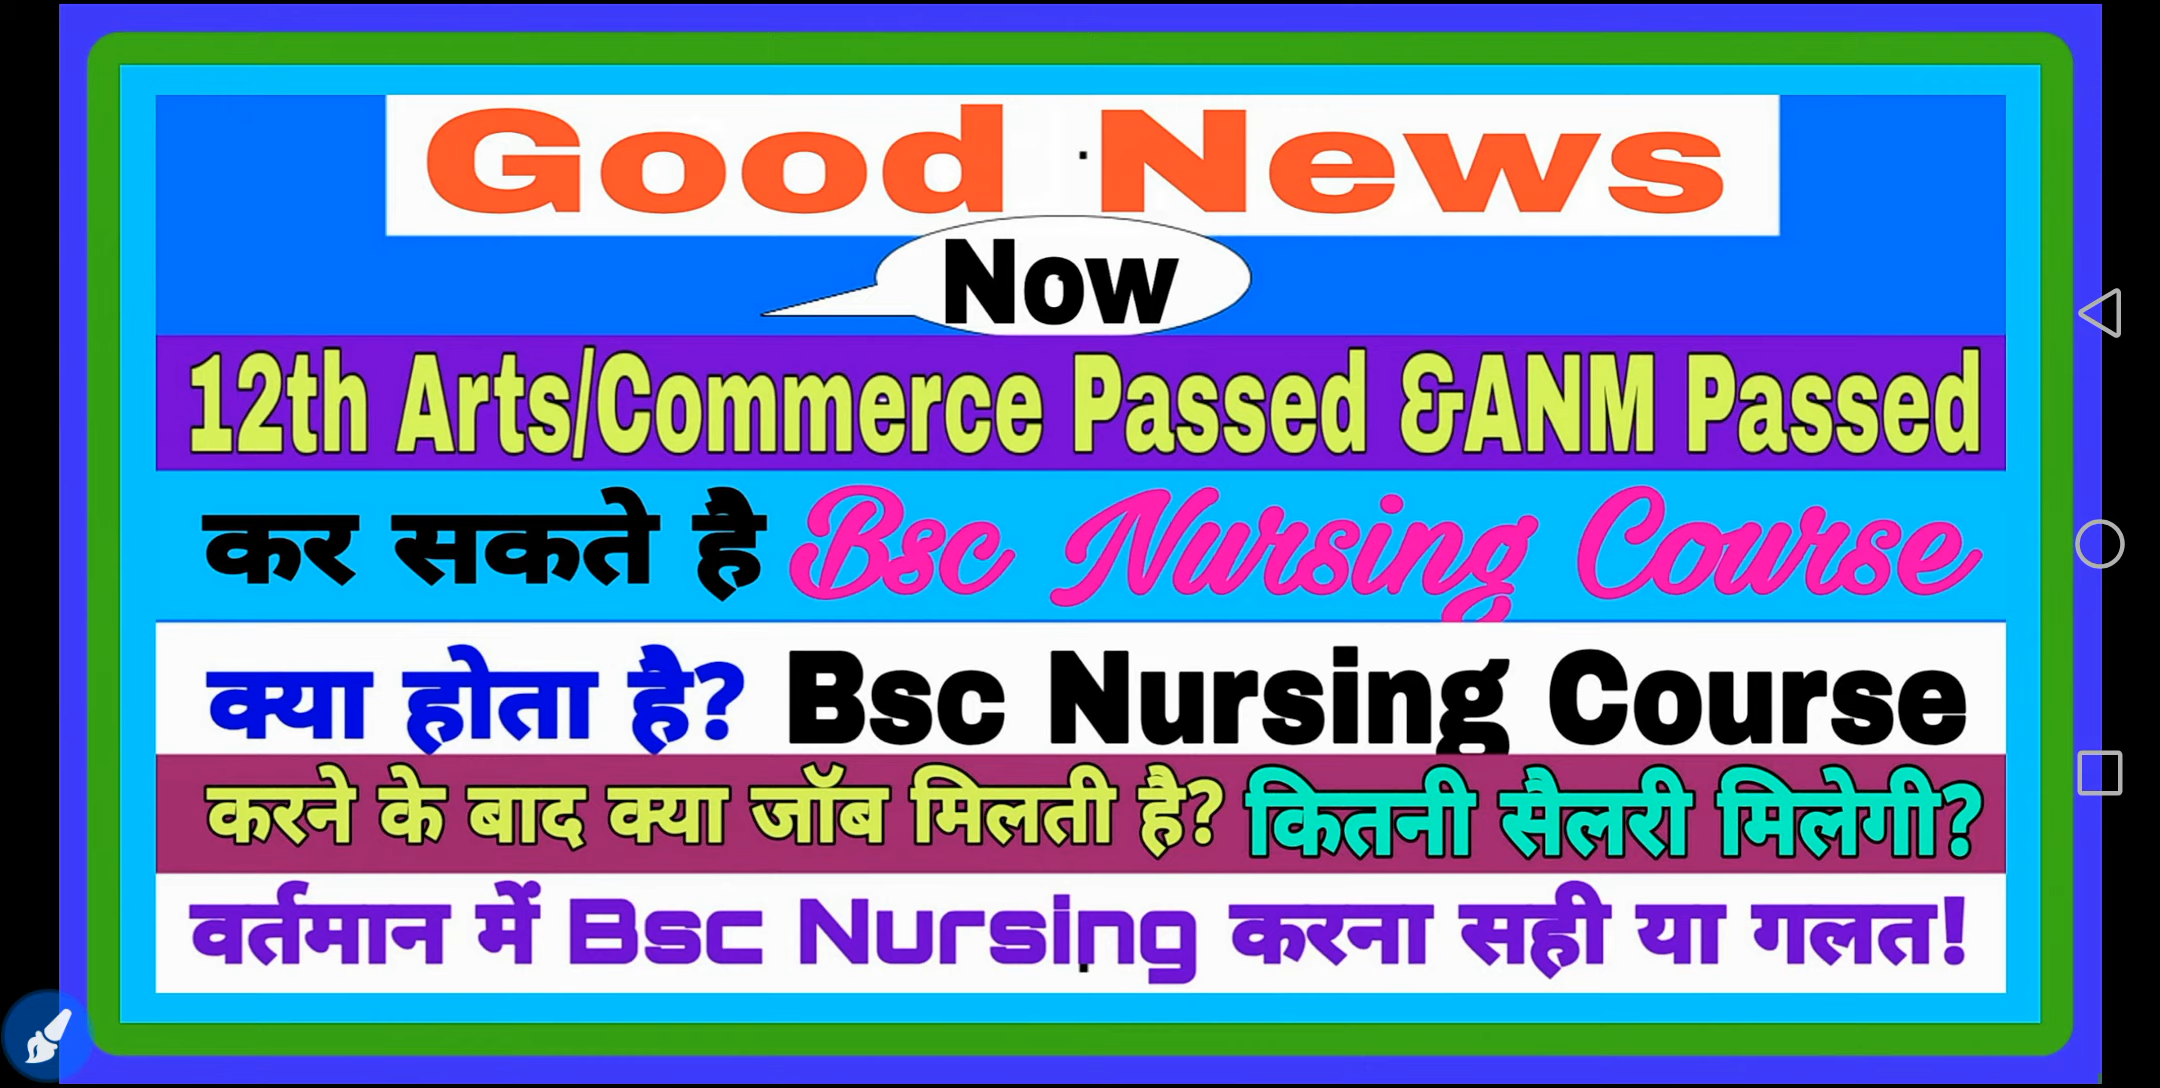 Good News
Now
12th Arts/Commerce Passed &ANM Passed
कर सकते है Bsc Nursing Course
क्या होता है? Bsc Nursing Course
करने के बाद क्या जॉब मिलती है? कितनी सैलरी मिलेगी?
वर्तमान में Bsc Nursing करना सही या गलत!